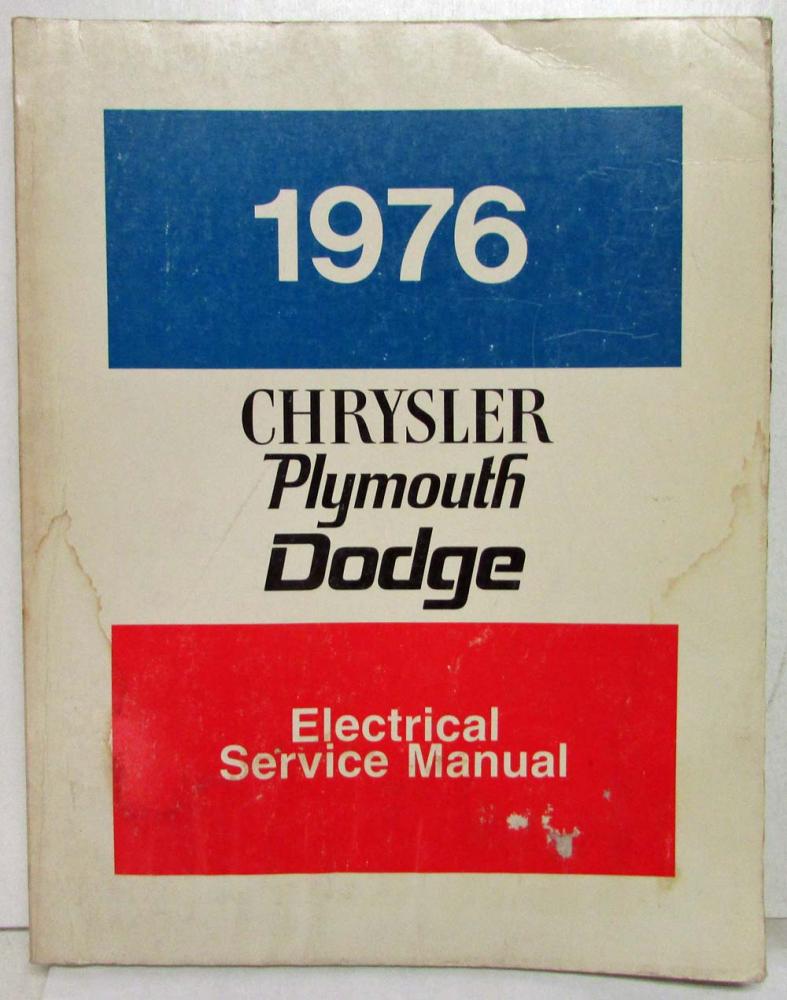 1976
CHRYSLER
Plymouth
Dodge
Electrical
Service Manual